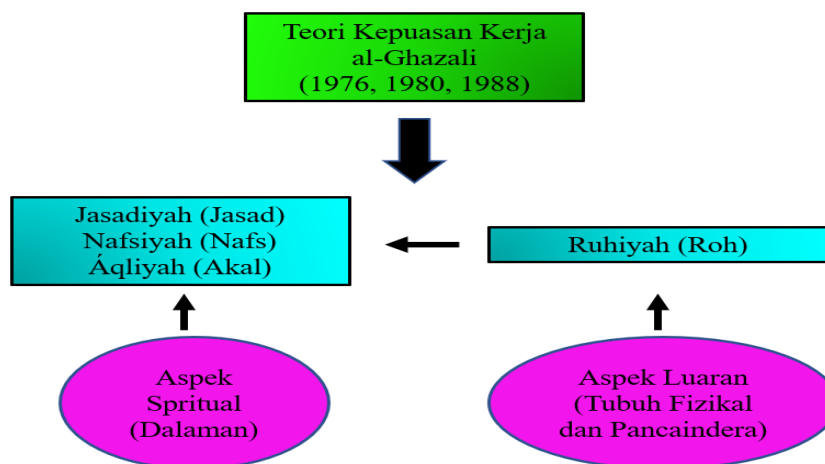 Teori Kepuasan Kerja
al-Ghazali
(1976, 1980, 1988)
Jasadiyah (Jasad)
Nafsiyah (Nafs)
Áqliyah (Akal)
Ruhiyah (Roh)
Aspek
Spritual
(Dalaman)
Aspek Luaran
(Tubuh Fizikal
dan Pancaindera)